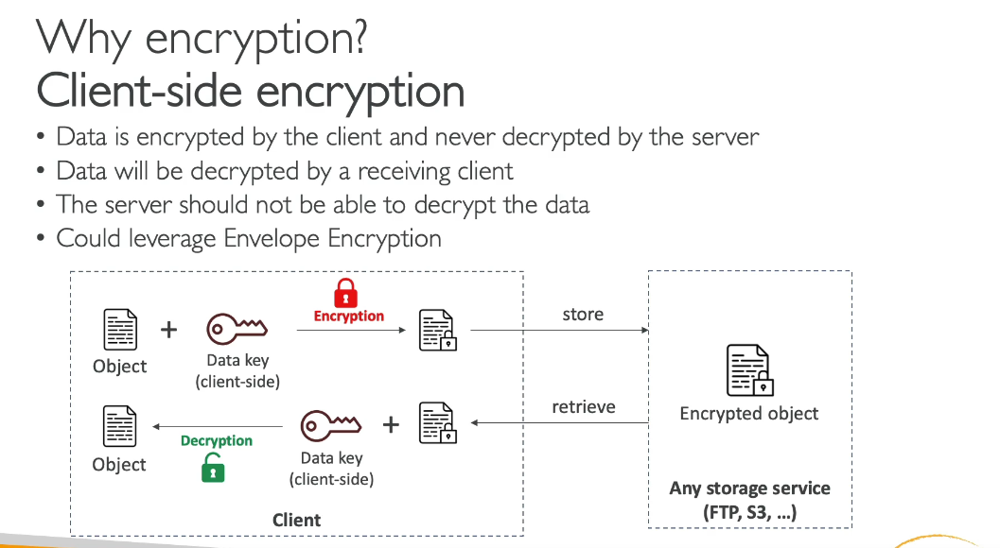 Why encryption?
Client-side encryption
• Data is encrypted by the client and never decrypted by the server
• Data will be decrypted by a receiving client
• The server should not be able to decrypt the data
• Could leverage Envelope Encryption
Encryption
Object
+
Data key
(client-side)
store
Encrypted object
Object
Decryption
Data key
(client-side)
+
retrieve
Client
Any storage service
(FTP, S3, …)